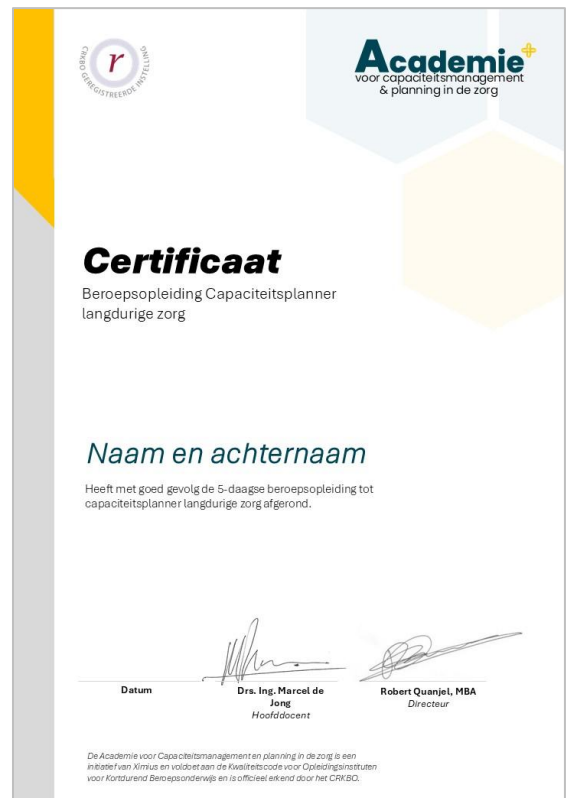 CRKBO GEREGISTREERDE INSTELLING
r
Academie
voor capaciteitsmanagement
& planning in de zorg
Certificaat
Beroepsopleiding Capaciteitsplanner
langdurige zorg
Naam en achternaam
Heeft met goed gevolg de 5-daagse beroepsopleiding tot
capaciteitsplanner langdurige zorg afgerond.
Datum
Drs. Ing. Marcel de
Jong
Hoofddocent
Robert Quanjel, MBA
Directeur
De Academie voor Capaciteitsmanagement en planning in de zorg is een
initiatief van Ximius en voldoet aan de Kwaliteitscode voor Opleidingsinstituten
voor Kortdurend Beroepsonderwijs en is officieel erkend door het CRKBO.